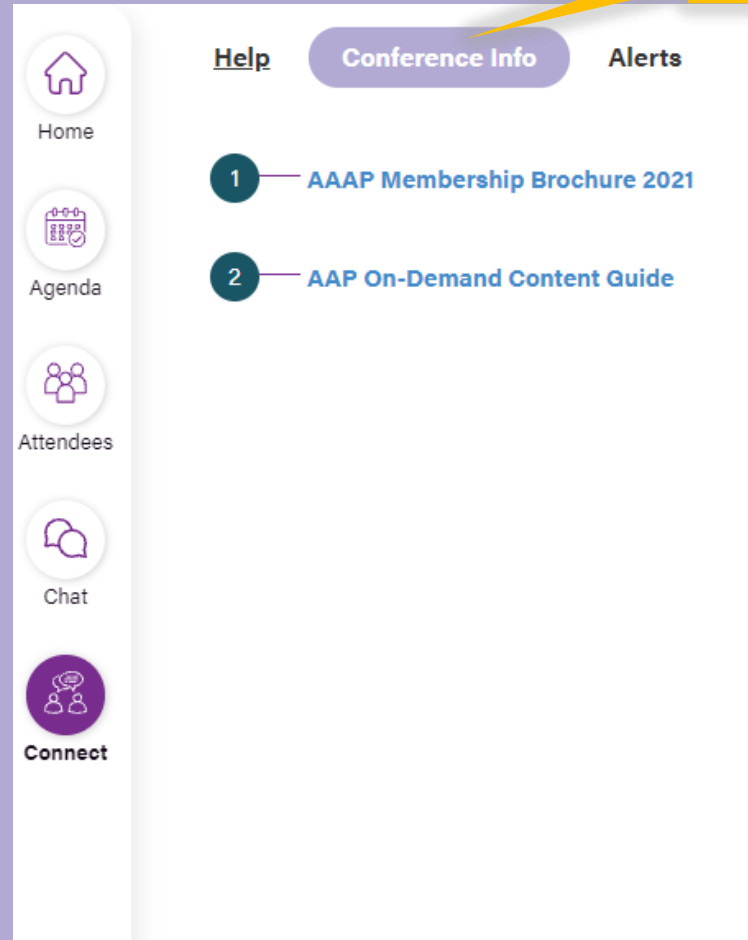 Help Conference Info Alerts
Home
1 AAAP Membership Brochure 2021
Agenda
2 AAP On-Demand Content Guide
Attendees
Chat
Connect